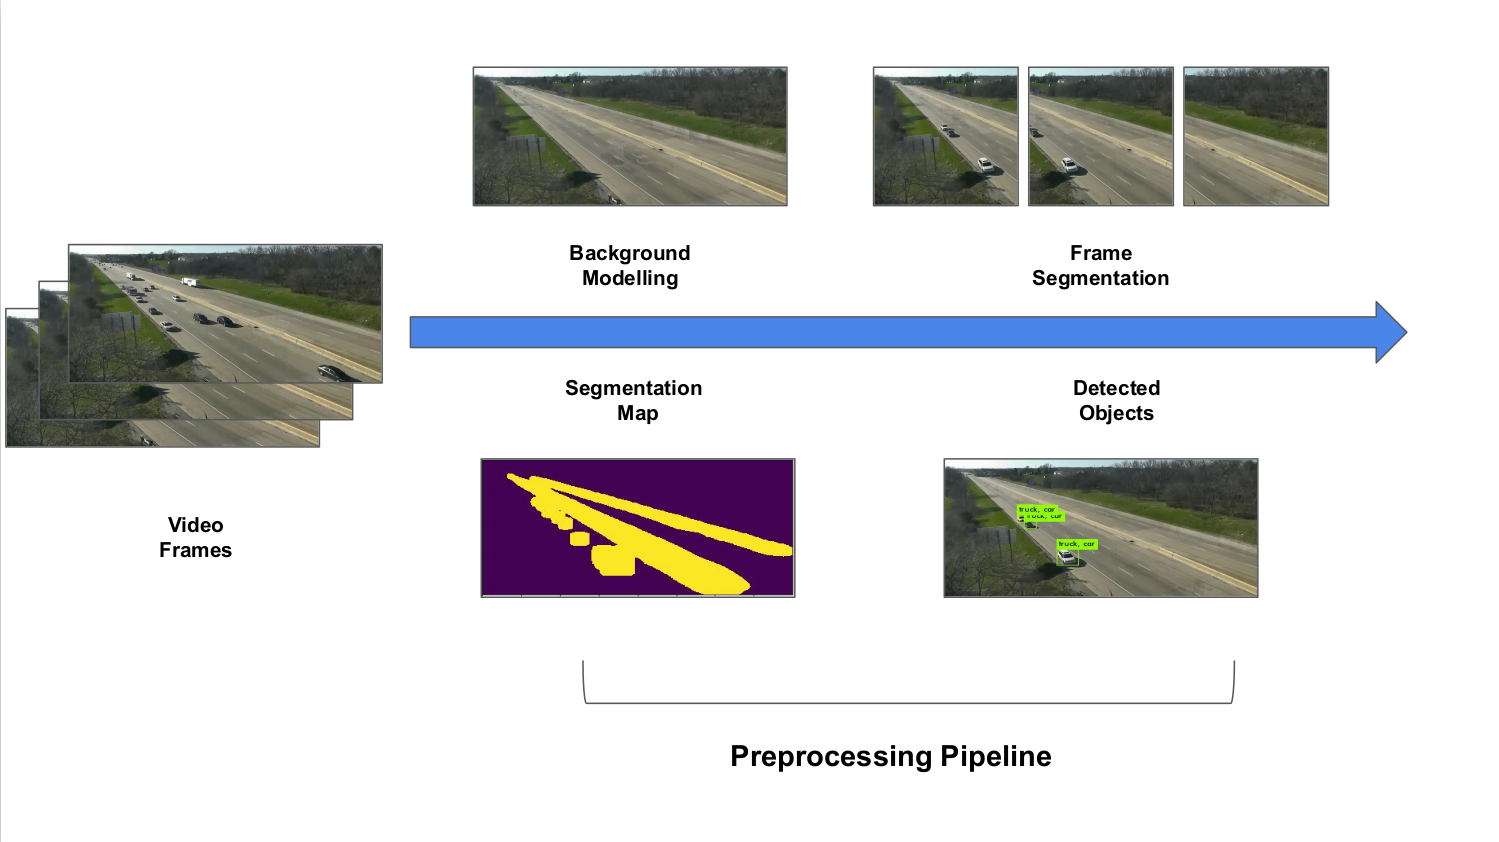 Background
Modelling
Frame
Segmentation
Segmentation
Map
Detected
Objects
truck, car
truck, car
truck, car
Video
Frames
Preprocessing Pipeline